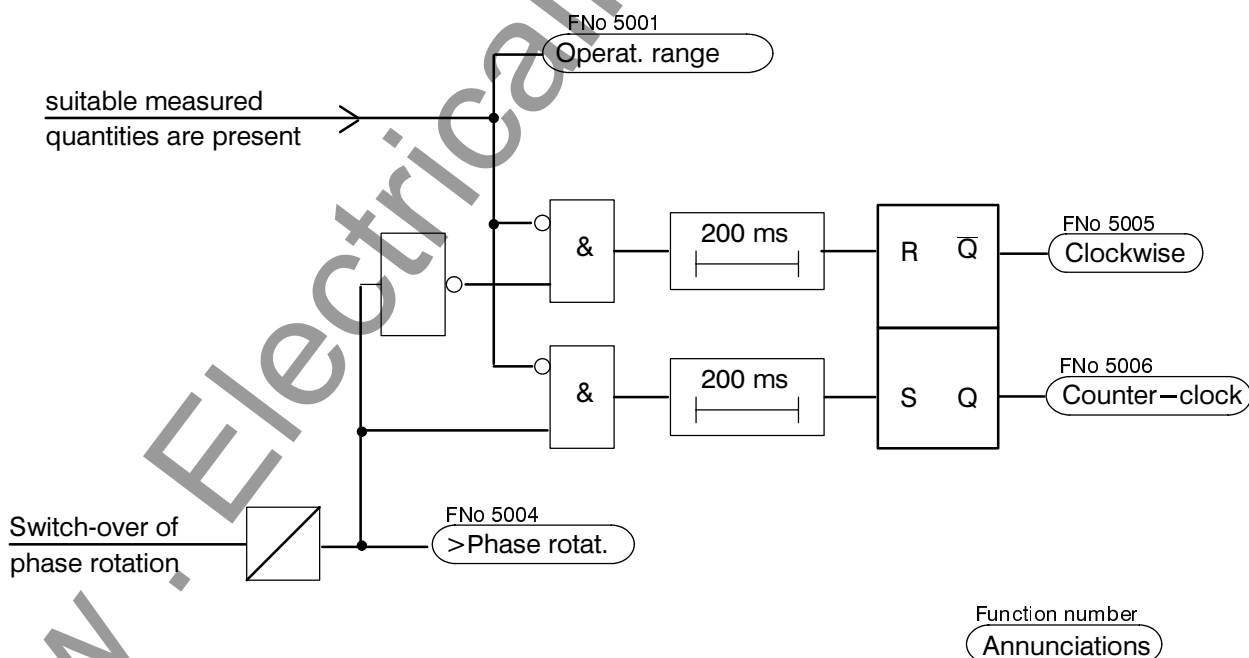 FNo 5001
Operat. range
suitable measured
quantities are present
&
200 ms
R Q̅
FNo 5005
Clockwise
&
200 ms
S Q
FNo 5006
Counter–clock
Switch-over of
phase rotation
FNo 5004
>Phase rotat.
Function number
Annunciations
w . Electrical